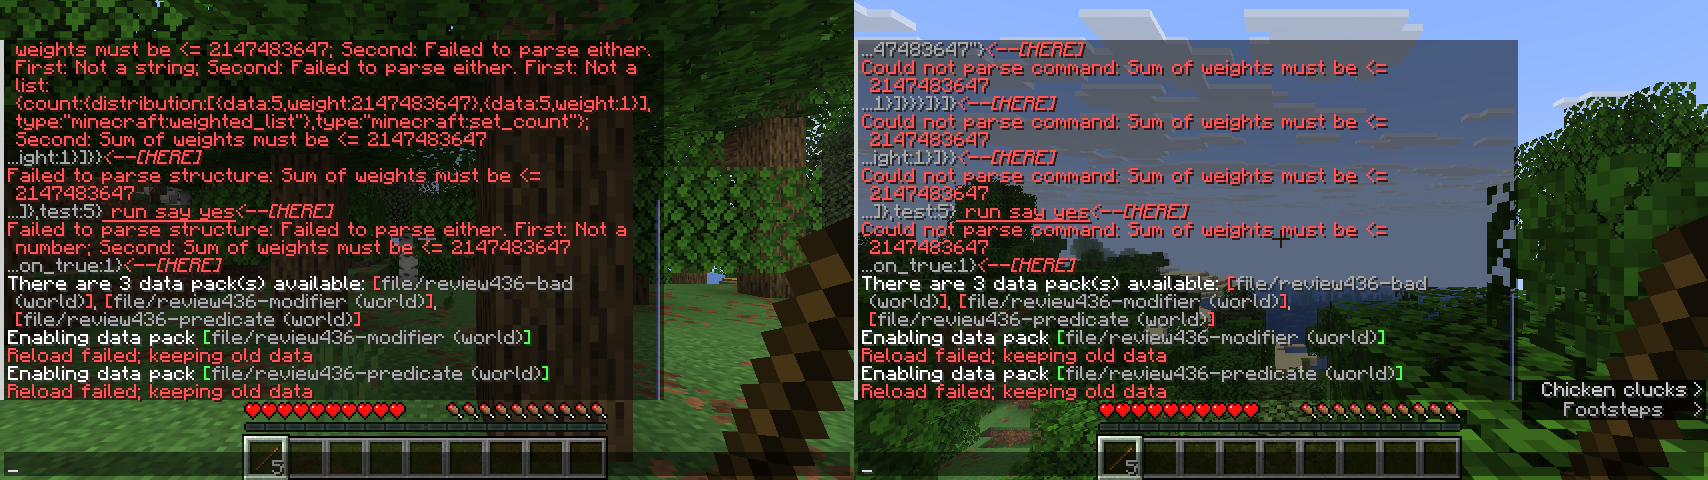 weights must be <= 2147483647; Second: Failed to parse either.
First: Not a string; Second: Failed to parse either. First: Not a
list:
{count:{distribution:[{data:5,weight:2147483647},{data:5,weight:1}],
type:"minecraft:weighted_list"},type:"minecraft:set_count"};
Second: Sum of weights must be <= 2147483647
...ight:1}]}}<--[HERE]
Failed to parse structure: Sum of weights must be <=
2147483647
...]},test:5} run say yes<--[HERE]
Failed to parse structure: Failed to parse either. First: Not a
number; Second: Sum of weights must be <= 2147483647
...on_true:1}<--[HERE]
There are 3 data pack(s) available: [file/review436-bad
(world)], [file/review436-modifier (world)],
[file/review436-predicate (world)]
Enabling data pack [file/review436-modifier (world)]
Reload failed; keeping old data
Enabling data pack [file/review436-predicate (world)]
Reload failed; keeping old data
5
_
...47483647"}<--[HERE]
Could not parse command: Sum of weights must be <=
2147483647
...1}]}}}]}]}<--[HERE]
Could not parse command: Sum of weights must be <=
2147483647
...ight:1}]}}<--[HERE]
Could not parse command: Sum of weights must be <=
2147483647
...]},test:5} run say yes<--[HERE]
Could not parse command: Sum of weights must be <=
2147483647
...on_true:1}<--[HERE]
There are 3 data pack(s) available: [file/review436-bad
(world)], [file/review436-modifier (world)],
[file/review436-predicate (world)]
Enabling data pack [file/review436-modifier (world)]
Reload failed; keeping old data
Enabling data pack [file/review436-predicate (world)]
Reload failed; keeping old data
Chicken clucks >
Footsteps >
5
_